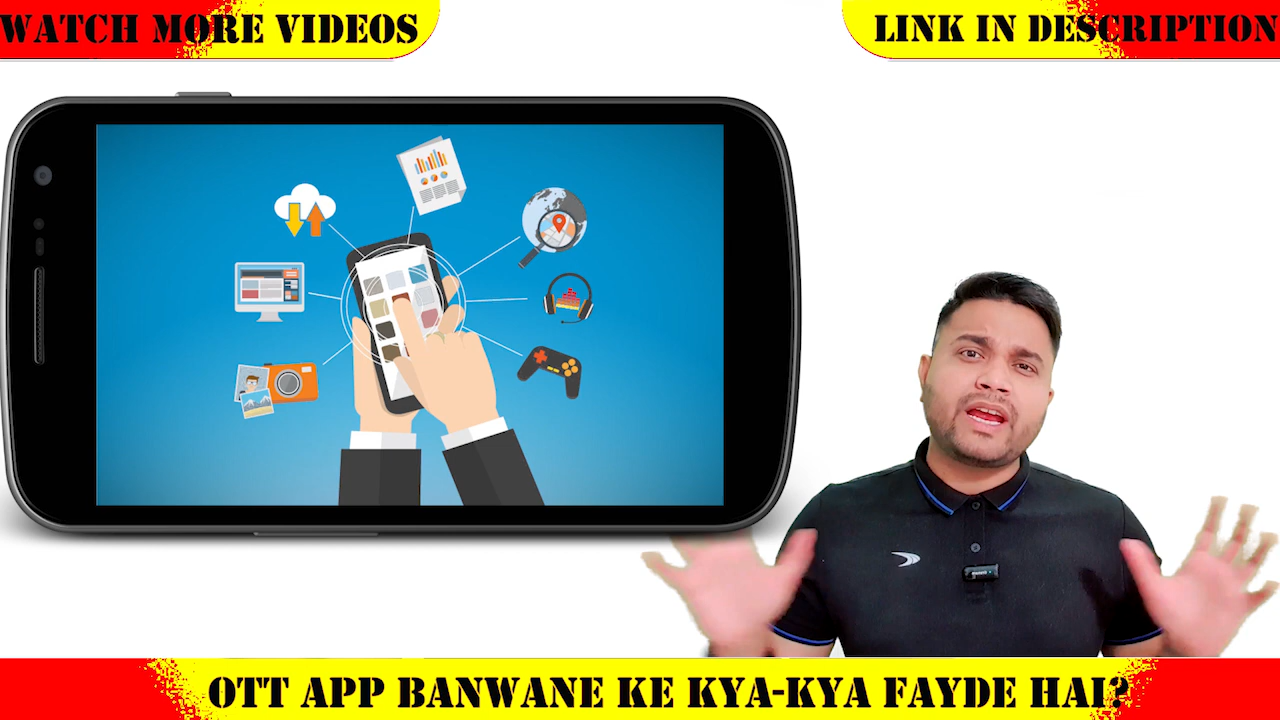 WATCH MORE VIDEOS
LINK IN DESCRIPTION
OTT APP BANWANE KE KYA-KYA FAYDE HAI?